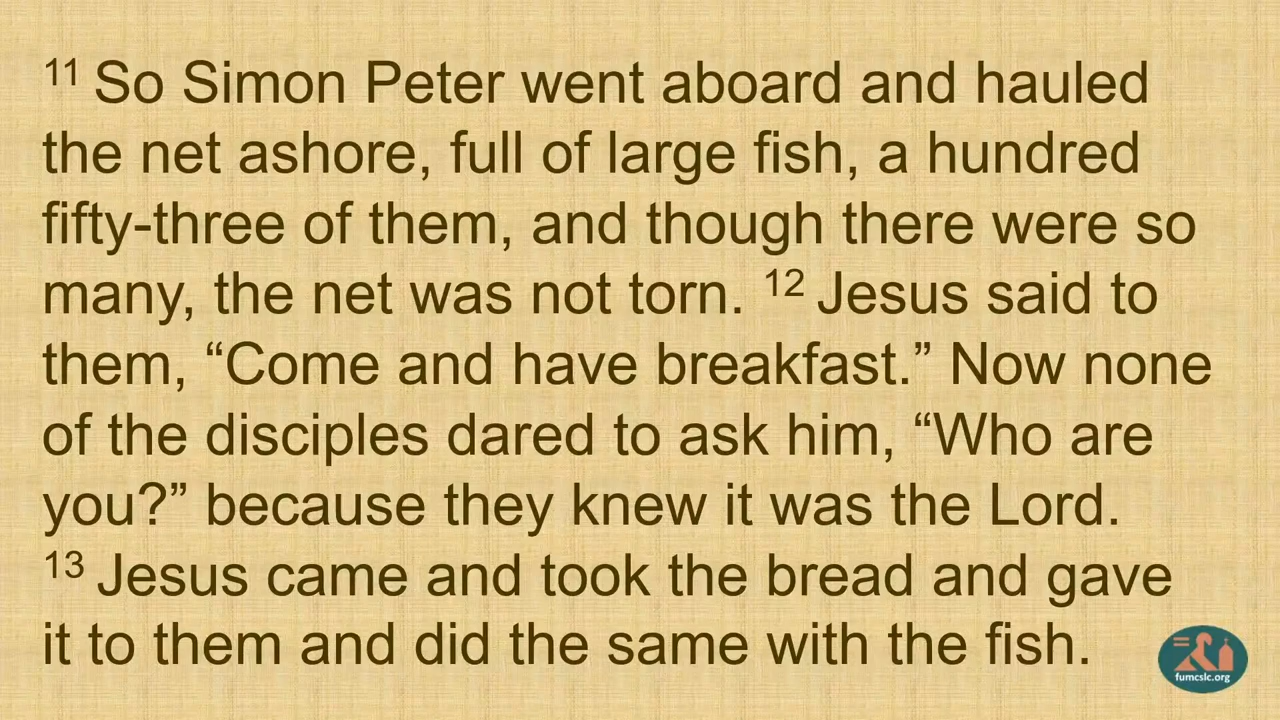 11 So Simon Peter went aboard and hauled
the net ashore, full of large fish, a hundred
fifty-three of them, and though there were so
many, the net was not torn. 12 Jesus said to
them, “Come and have breakfast.” Now none
of the disciples dared to ask him, “Who are
you?” because they knew it was the Lord.
13 Jesus came and took the bread and gave
it to them and did the same with the fish.
fumcslc.org